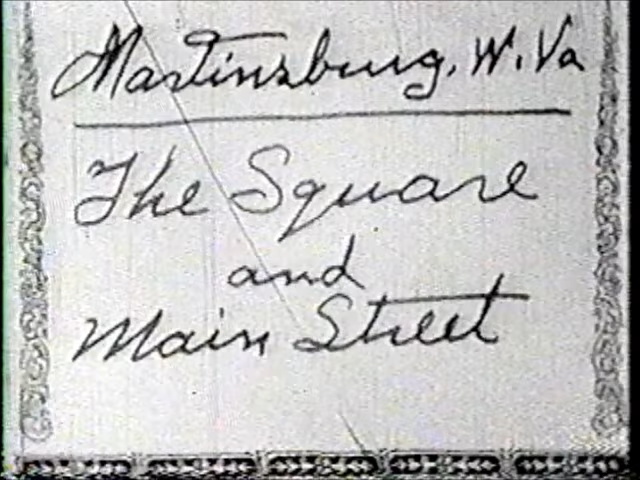 Martinsburg, W. Va
The Square
and
Main Street